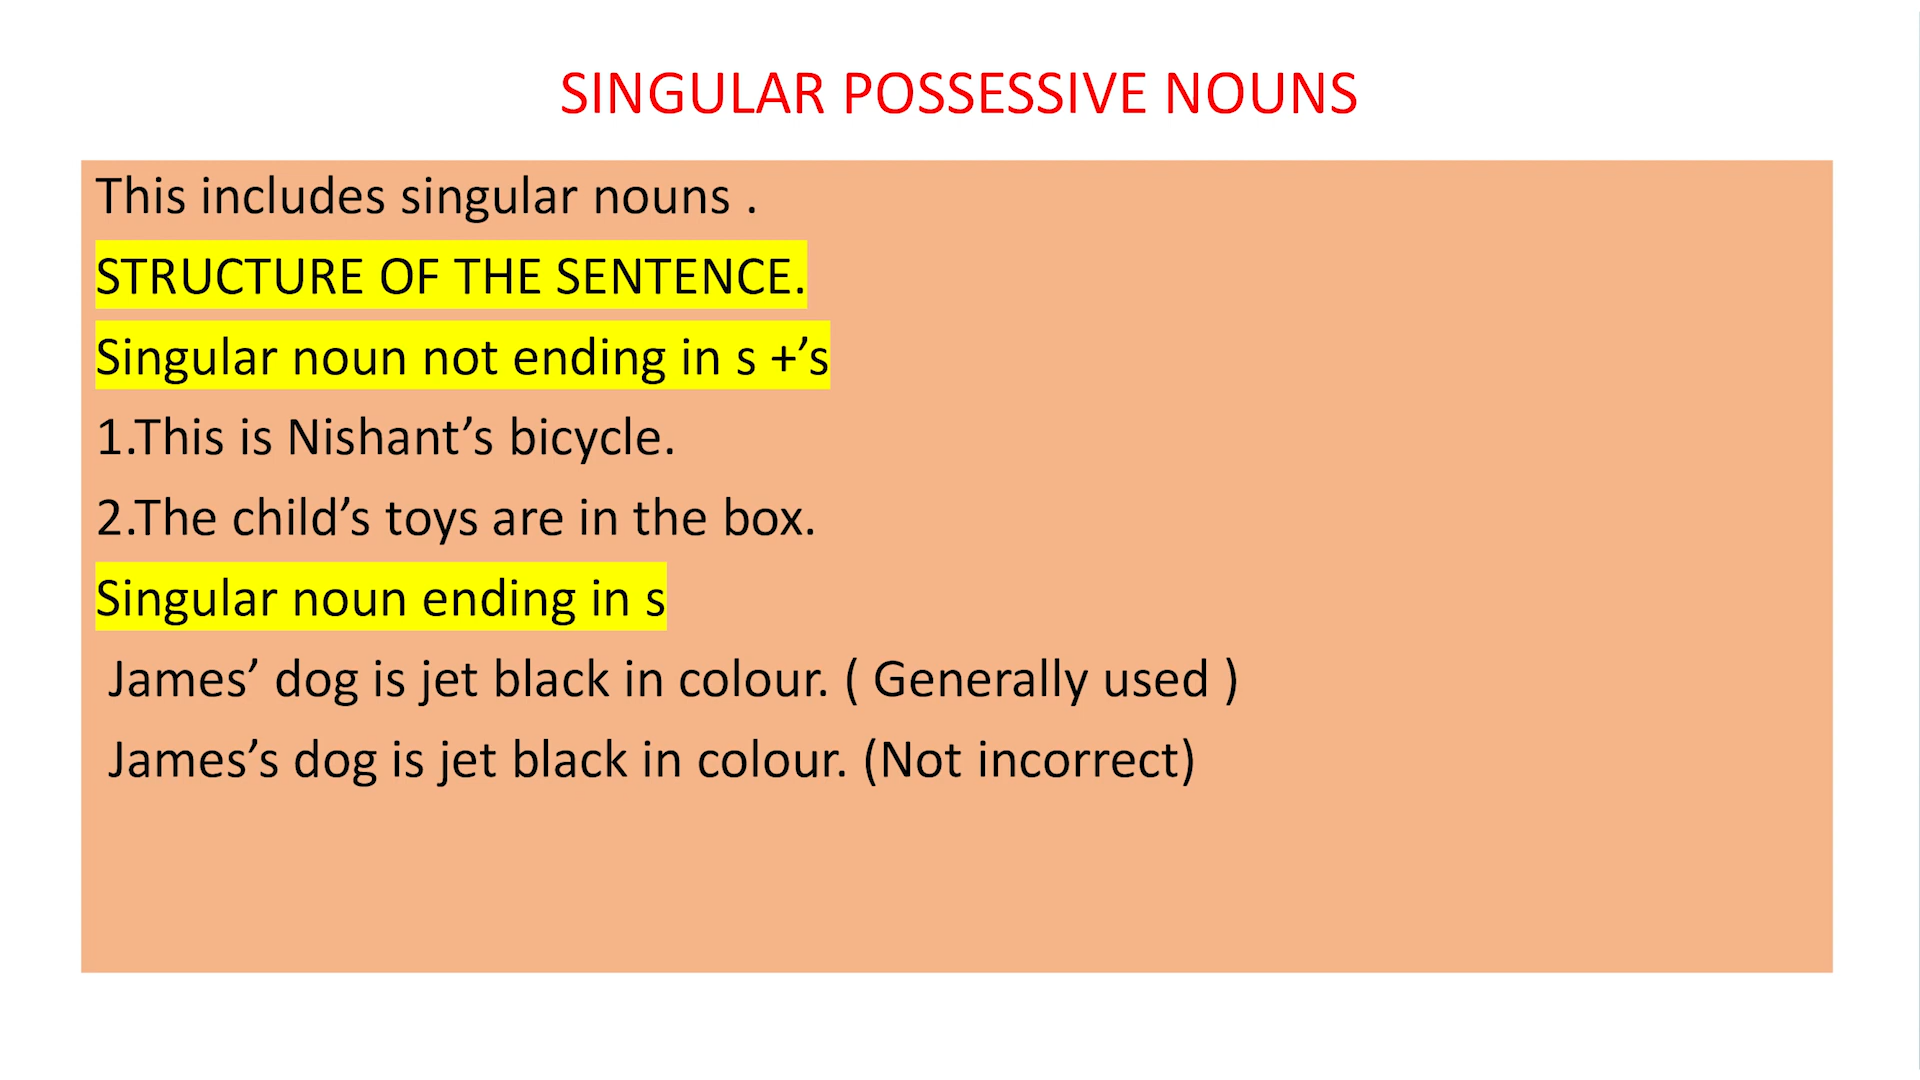 SINGULAR POSSESSIVE NOUNS
This includes singular nouns .
STRUCTURE OF THE SENTENCE.
Singular noun not ending in s +’s
1.This is Nishant’s bicycle.
2.The child’s toys are in the box.
Singular noun ending in s
James’ dog is jet black in colour. ( Generally used )
James’s dog is jet black in colour. (Not incorrect)